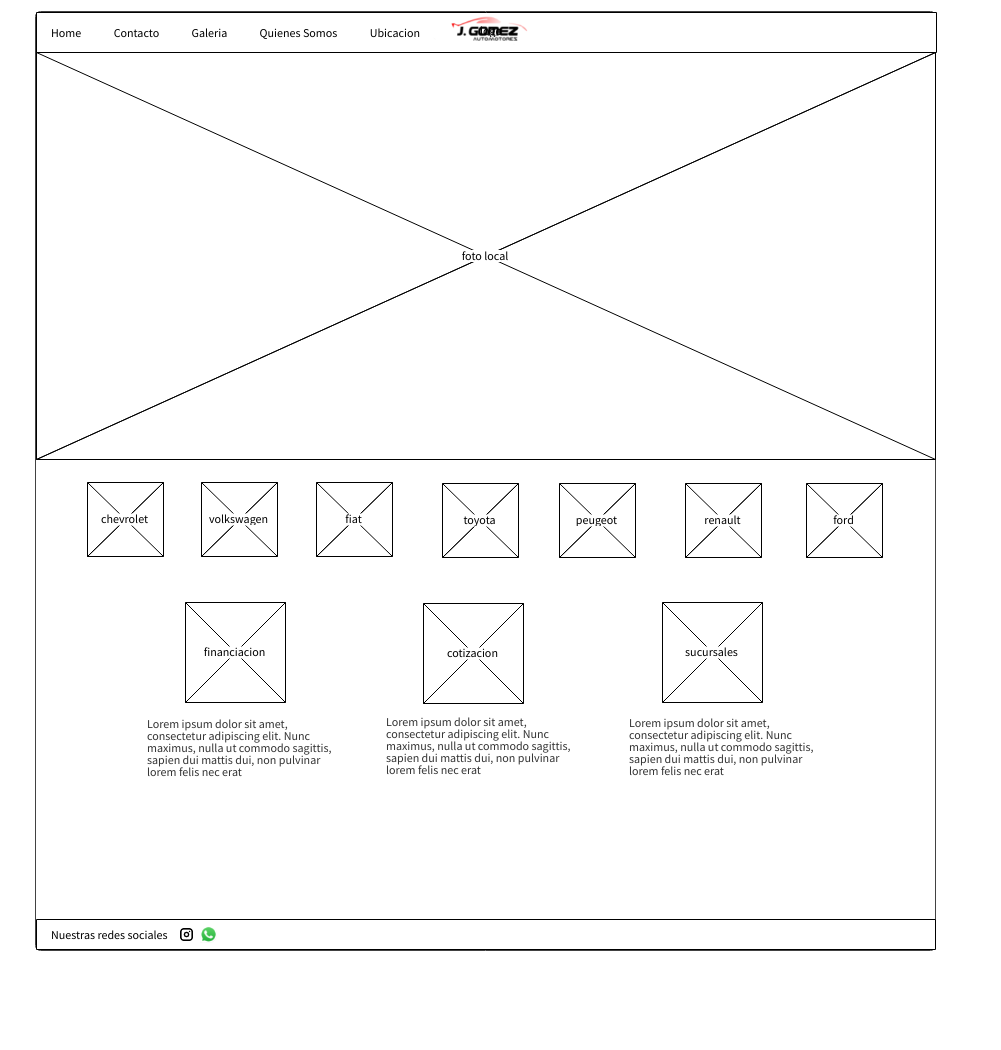 Home Contacto Galeria Quienes Somos Ubicacion J.GOMEZ
AUTOMOTORES
foto local
chevrolet volkswagen fiat toyota peugeot renault ford
financiacion cotizacion sucursales
Lorem ipsum dolor sit amet,
consectetur adipiscing elit. Nunc
maximus, nulla ut commodo sagittis,
sapien dui mattis dui, non pulvinar
lorem felis nec erat
Lorem ipsum dolor sit amet,
consectetur adipiscing elit. Nunc
maximus, nulla ut commodo sagittis,
sapien dui mattis dui, non pulvinar
lorem felis nec erat
Lorem ipsum dolor sit amet,
consectetur adipiscing elit. Nunc
maximus, nulla ut commodo sagittis,
sapien dui mattis dui, non pulvinar
lorem felis nec erat
Nuestras redes sociales